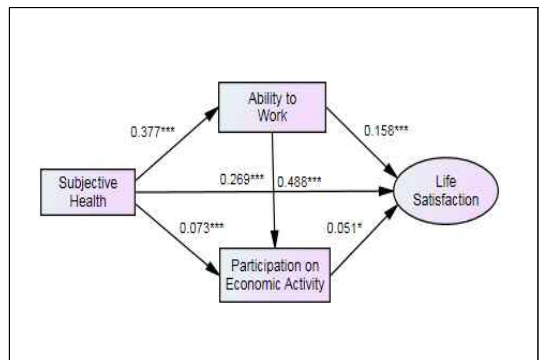 Ability to
Work
0.377***
0.158***
Subjective
Health
0.269***
0.488***
Life
Satisfaction
0.073***
0.051*
Participation on
Economic Activity